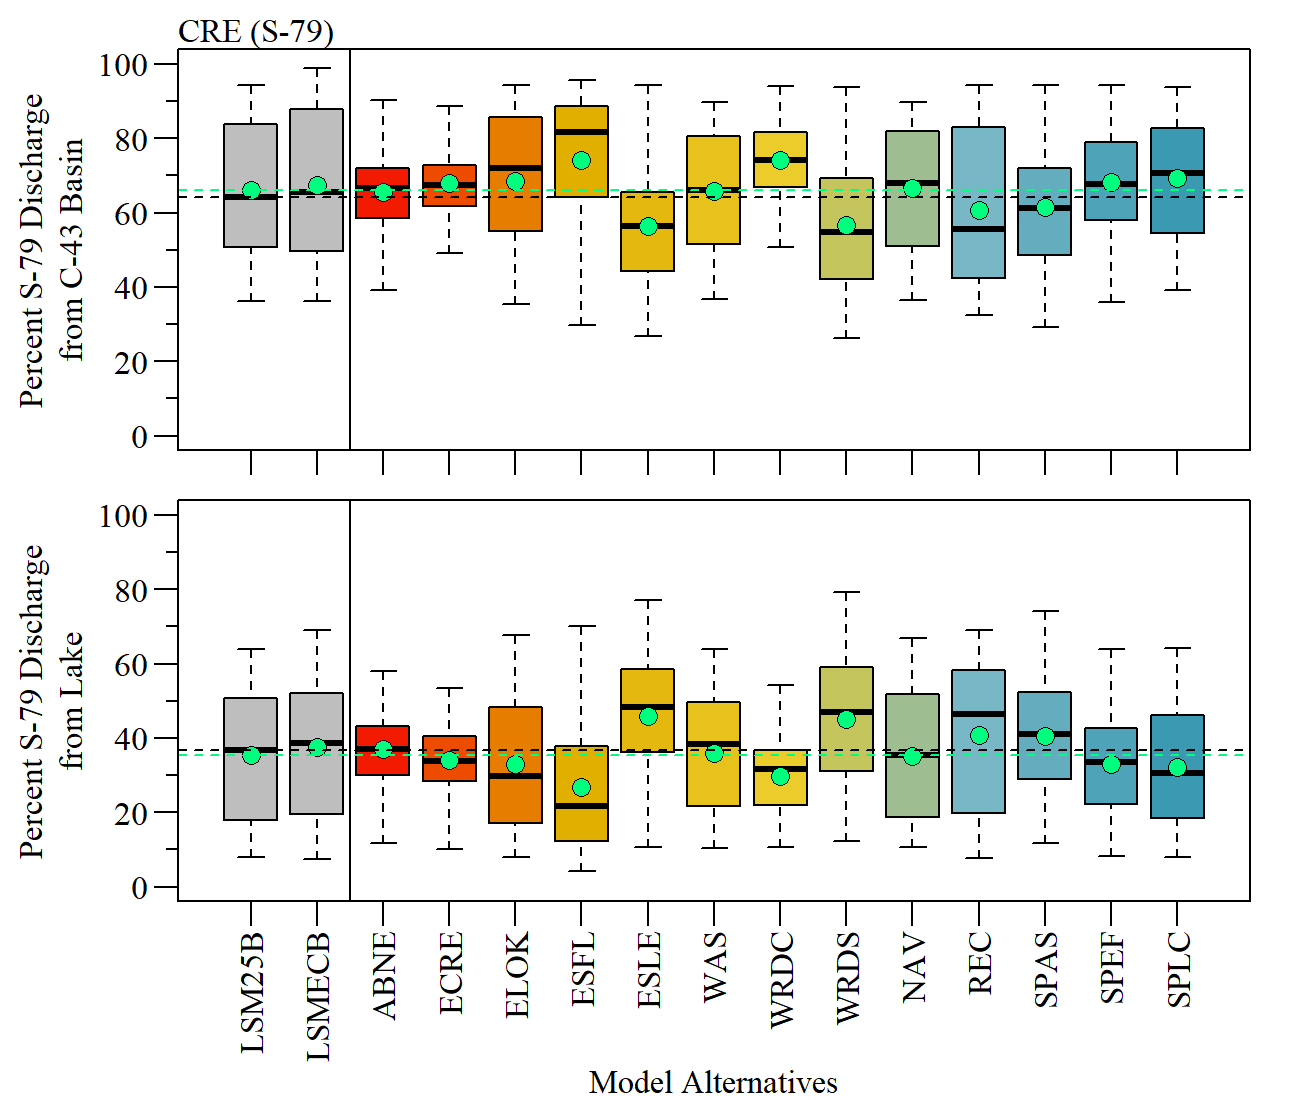 CRE (S-79)
Percent S-79 Discharge
from C-43 Basin
100
80
60
40
20
0
Percent S-79 Discharge
from Lake
100
80
60
40
20
0
LSM25B
LSMECB
ABNE
ECRE
ELOK
ESFL
ESLE
WAS
WRDC
WRDS
NAV
REC
SPAS
SPEF
SPLC
Model Alternatives